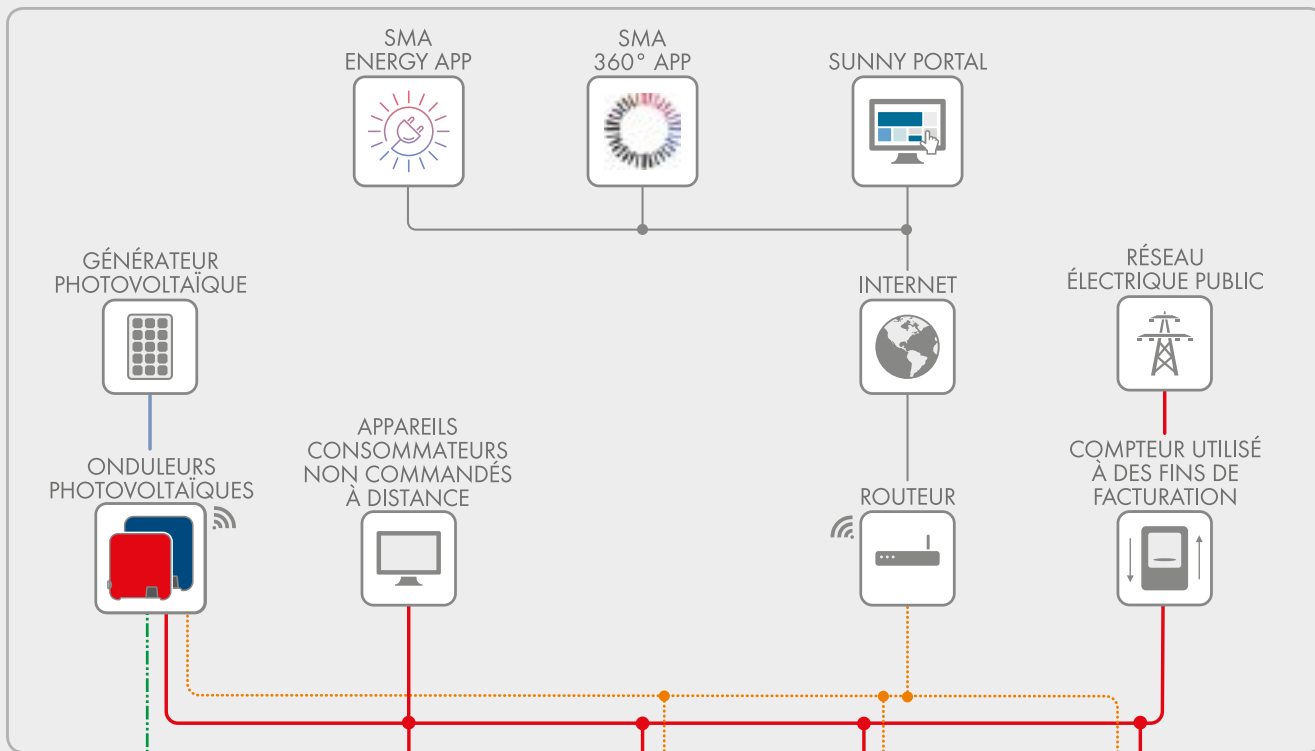 SMA
ENERGY APP
SMA
360° APP
SUNNY PORTAL
GÉNÉRATEUR
PHOTOVOLTAÏQUE
INTERNET
RÉSEAU
ÉLECTRIQUE PUBLIC
ONDULEURS
PHOTOVOLTAÏQUES
APPAREILS
CONSOMMATEURS
NON COMMANDÉS
À DISTANCE
ROUTEUR
COMPTEUR UTILISÉ
À DES FINS DE
FACTURATION